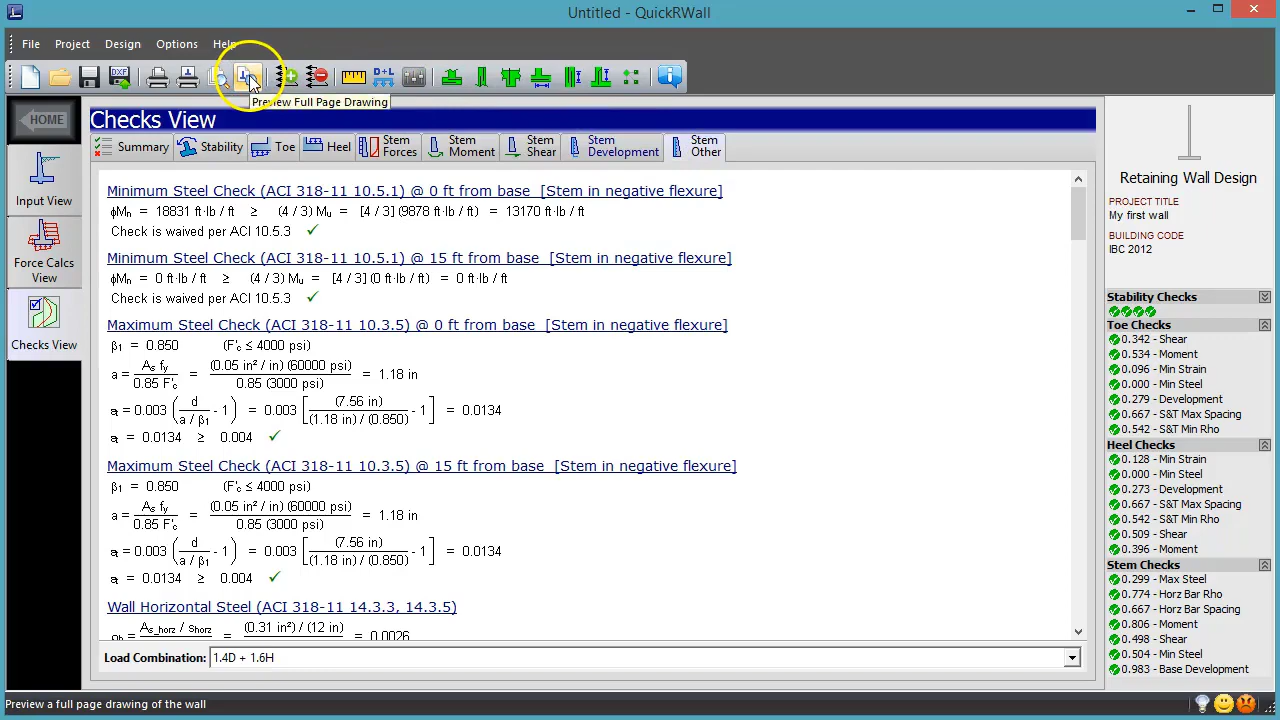 Untitled - QuickRWall
File Project Design Options Help
DXF
D+L
Preview Full Page Drawing
HOME
Input View
Force Calcs View
Checks View
Checks View
Summary Stability Toe Heel Stem Forces Stem Moment Stem Shear Stem Development Stem Other
Minimum Steel Check (ACI 318-11 10.5.1) @ 0 ft from base [Stem in negative flexure]
ϕMn = 18831 ft·lb / ft ≥ (4 / 3) Mu = [4 / 3] (9878 ft·lb / ft) = 13170 ft·lb / ft
Check is waived per ACI 10.5.3 ✓
Minimum Steel Check (ACI 318-11 10.5.1) @ 15 ft from base [Stem in negative flexure]
ϕMn = 0 ft·lb / ft ≥ (4 / 3) Mu = [4 / 3] (0 ft·lb / ft) = 0 ft·lb / ft
Check is waived per ACI 10.5.3 ✓
Maximum Steel Check (ACI 318-11 10.3.5) @ 0 ft from base [Stem in negative flexure]
β1 = 0.850 (F'c ≤ 4000 psi)
a = As fy / 0.85 F'c = (0.05 in² / in) (60000 psi) / 0.85 (3000 psi) = 1.18 in
εt = 0.003 ( d / a / β1 - 1 ) = 0.003 [ (7.56 in) / (1.18 in) / (0.850) - 1 ] = 0.0134
εt = 0.0134 ≥ 0.004 ✓
Maximum Steel Check (ACI 318-11 10.3.5) @ 15 ft from base [Stem in negative flexure]
β1 = 0.850 (F'c ≤ 4000 psi)
a = As fy / 0.85 F'c = (0.05 in² / in) (60000 psi) / 0.85 (3000 psi) = 1.18 in
εt = 0.003 ( d / a / β1 - 1 ) = 0.003 [ (7.56 in) / (1.18 in) / (0.850) - 1 ] = 0.0134
εt = 0.0134 ≥ 0.004 ✓
Wall Horizontal Steel (ACI 318-11 14.3.3, 14.3.5)
ρh = As_horz / shorz = (0.31 in²) / (12 in) = 0.0026
Load Combination: 1.4D + 1.6H
Retaining Wall Design
PROJECT TITLE
My first wall
BUILDING CODE
IBC 2012
Stability Checks
Toe Checks
0.342 - Shear
0.534 - Moment
0.096 - Min Strain
0.000 - Min Steel
0.279 - Development
0.667 - S&T Max Spacing
0.542 - S&T Min Rho
Heel Checks
0.128 - Min Strain
0.000 - Min Steel
0.273 - Development
0.667 - S&T Max Spacing
0.542 - S&T Min Rho
0.509 - Shear
0.396 - Moment
Stem Checks
0.299 - Max Steel
0.774 - Horz Bar Rho
0.667 - Horz Bar Spacing
0.806 - Moment
0.498 - Shear
0.504 - Min Steel
0.983 - Base Development
Preview a full page drawing of the wall